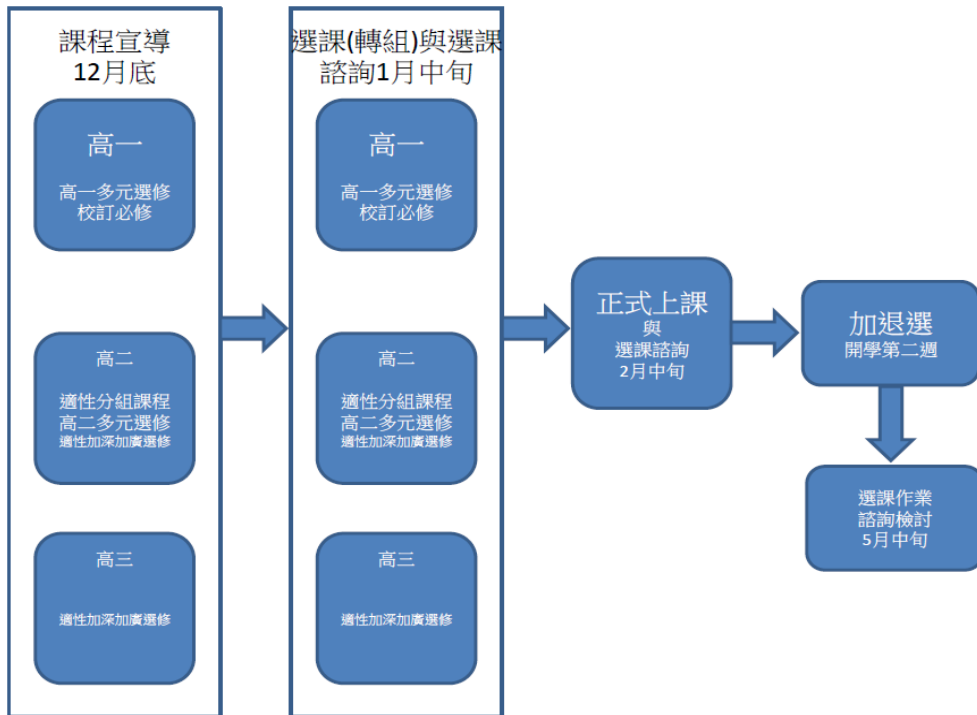 課程宣導
12月底
高一
高一多元選修
校訂必修
高二
適性分組課程
高二多元選修
適性加深加廣選修
高三
適性加深加廣選修
選課(轉組)與選課
諮詢1月中旬
高一
高一多元選修
校訂必修
高二
適性分組課程
高二多元選修
適性加深加廣選修
高三
適性加深加廣選修
正式上課
與
選課諮詢
2月中旬
加退選
開學第二週
選課作業
諮詢檢討
5月中旬